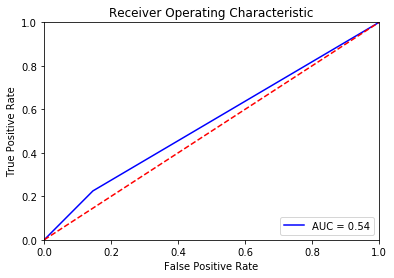 Receiver Operating Characteristic
1.0
0.8
0.6
0.4
0.2
0.0
True Positive Rate
AUC = 0.54
0.0 0.2 0.4 0.6 0.8 1.0
False Positive Rate